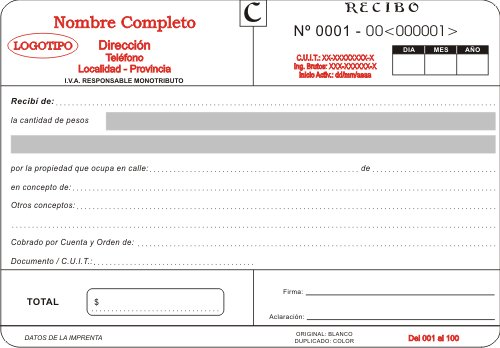 Nombre Completo
LOGOTIPO
Dirección
Teléfono
Localidad - Provincia
I.V.A. RESPONSABLE MONOTRIBUTO
C
RECIBO
Nº 0001 - 00<000001>
C.U.I.T.: XX-XXXXXXXX-X
Ing. Brutos: XXX-XXXXXX-X
Inicio Activ.: dd/mm/aaaa
DIA MES AÑO
Recibí de:
la cantidad de pesos
por la propiedad que ocupa en calle: de
en concepto de:
Otros conceptos:
Cobrado por Cuenta y Orden de:
Documento / C.U.I.T.:
TOTAL $
Firma:
Aclaración:
DATOS DE LA IMPRENTA
ORIGINAL: BLANCO
DUPLICADO: COLOR
Del 001 al 100